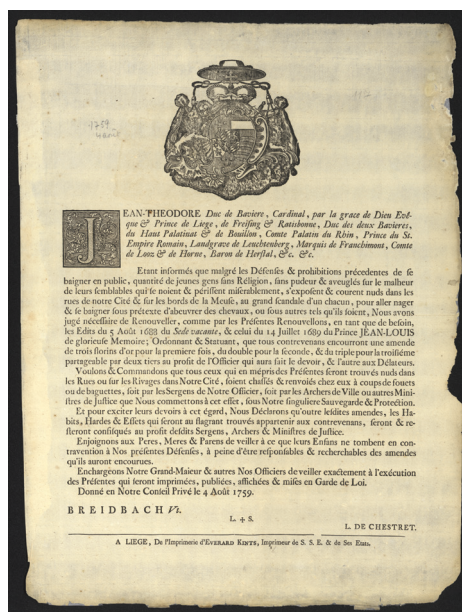 1759
JEAN-THEODORE Duc de Baviere, Cardinal, par la grace de Dieu Evê-
que & Prince de Liege, de Freising & Ratisbonne, Duc des deux Bavieres,
du Haut Palatinat & de Bouillon, Comte Palatin du Rhin, Prince du St.
Empire Romain, Landgrave de Leuchtenberg, Marquis de Franchimont, Comte
de Looz & de Horne, Baron de Herstal, &c. &c.
Etant informés que malgré les Défenses & prohibitions précedentes de se
baigner en public, quantité de jeunes gens sans Religion, sans pudeur & aveuglés sur le malheur
de leurs semblables qui se noient & périssent misérablement, s'exposent & courent nuds dans les
rues de notre Cité & sur les bords de la Meuse, au grand scandale d'un chacun, pour aller nager
& se baigner sous prétexte d'abeuvrer des chevaux, ou sous autres tels qu'ils soient, Nous avons
jugé nécessaire de Renouveller, comme par les Présentes Renouvellons, en tant que de besoin,
les Edits du 5 Août 1688 du Sede vacante, & celui du 14 Juillet 1689 du Prince JEAN-LOUIS
de glorieuse Memoire; Ordonnant & Statuant, que tous contrevenans encourront une amende
de trois florins d'or pour la premiere fois, du double pour la seconde, & du triple pour la troisiéme
partageable par deux tiers au profit de l'Officier qui aura fait le devoir, & l'autre aux Délateurs.
Voulons & Commandons que tous ceux qui en mépris des Présentes seront trouvés nuds dans
les Rues ou sur les Rivages dans Notre Cité, soient chassés & renvoiés chez eux à coups de fouets
ou de baguettes, soit par les Sergens de Notre Officier, soit par les Archers de Ville ou autres Mini-
stres de Justice que Nous commettons à cet effet, sous Notre singuliere Sauvegarde & Protection.
Et pour exciter leurs devoirs à cet égard, Nous Déclarons qu'outre lesdites amendes, les Ha-
bits, Hardes & Effets qui seront au flagrant trouvés appartenir aux contrevenans, seront & re-
steront confisqués au profit desdits Sergens, Archers & Ministres de Justice.
Enjoignons aux Peres, Meres & Parens de veiller à ce que leurs Enfans ne tombent en con-
travention à Nos présentes Défenses, à peine d'être responsables & recherchables des amendes
qu'ils auront encourues.
Enchargeons Notre Grand-Maieur & autres Nos Officiers de veiller exactement à l'exécution
des Présentes qui seront imprimées, publiées, affichées & mises en Garde de Loi.
Donné en Notre Conseil Privé le 4 Août 1759.
BREIDBACH Vt.
L. + S.
L. DE CHESTRET.
A LIEGE, De l'Imprimerie d'EVERARD KINTS, Imprimeur de S. S. E. & de Ses Etats.